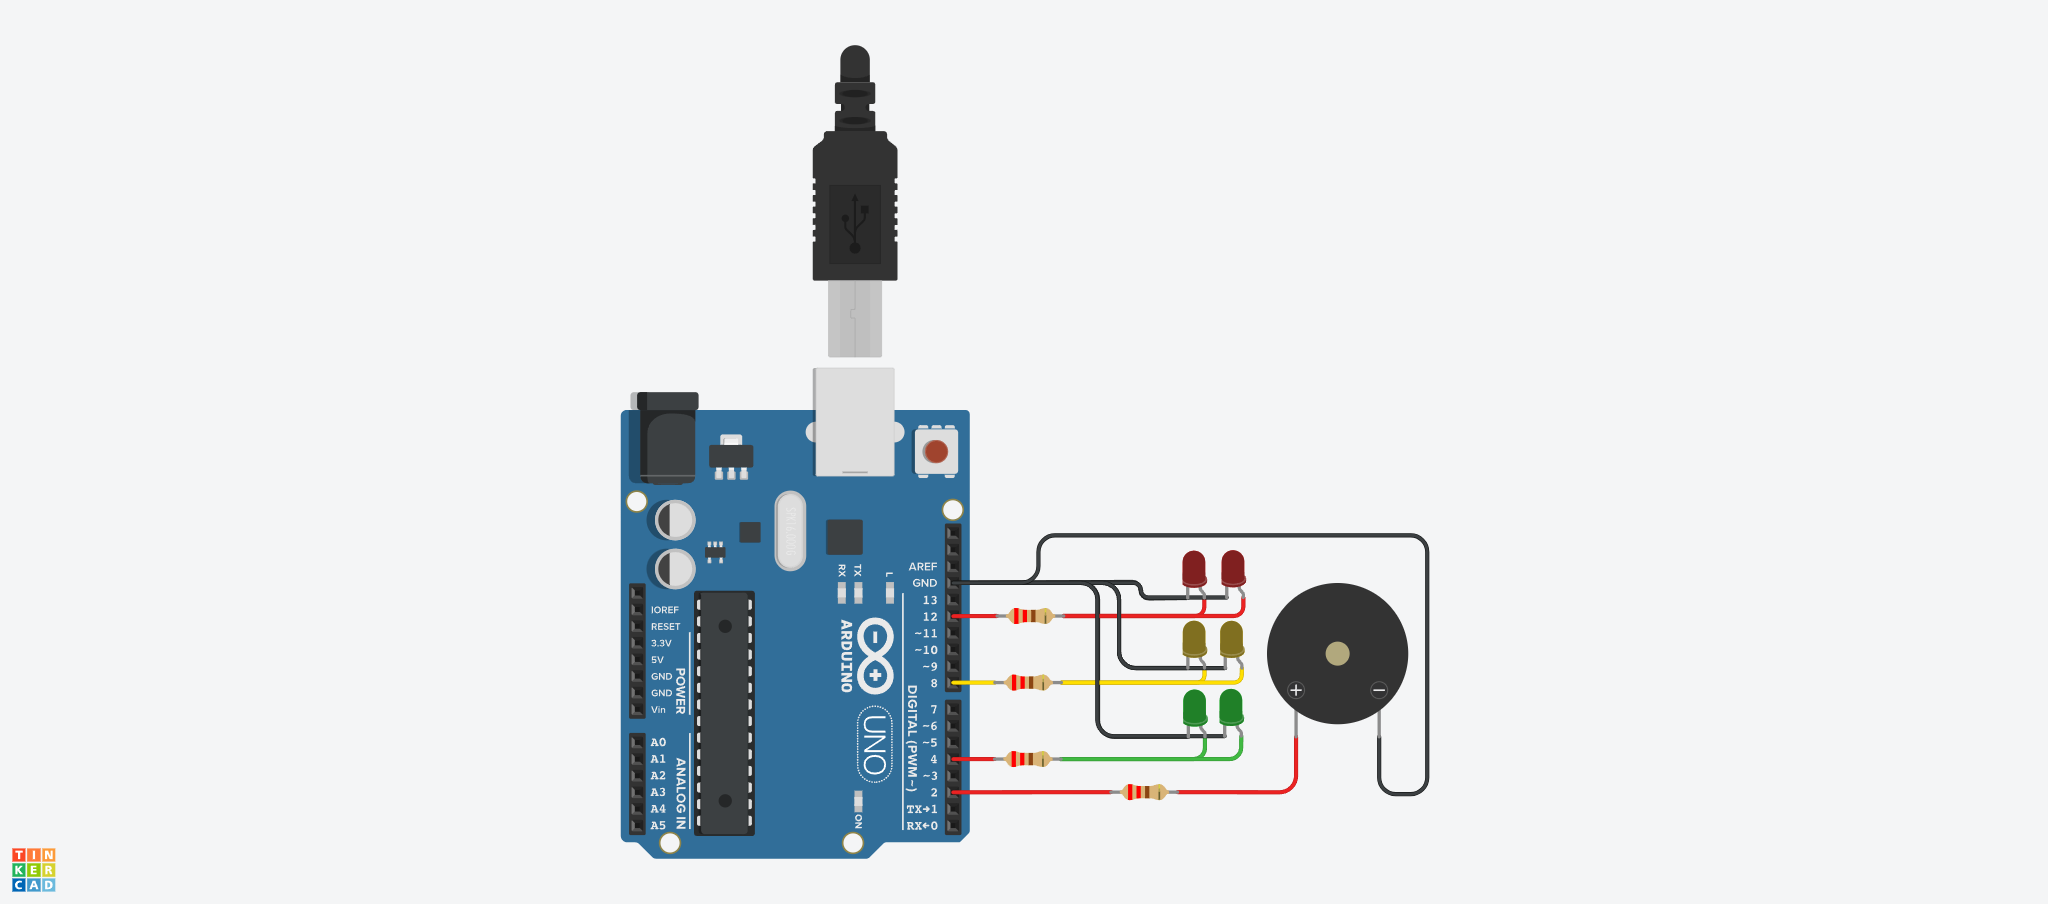 SPK16.000G
AREF
GND
13
12
~11
~10
~9
8
7
~6
~5
4
~3
2
TX→1
RX←0
DIGITAL (PWM ~)
RX
TX
L
ARDUINO
UNO
ON
IOREF
RESET
3.3V
5V
GND
GND
Vin
POWER
A0
A1
A2
A3
A4
A5
ANALOG IN
+
−
TIN
KER
CAD